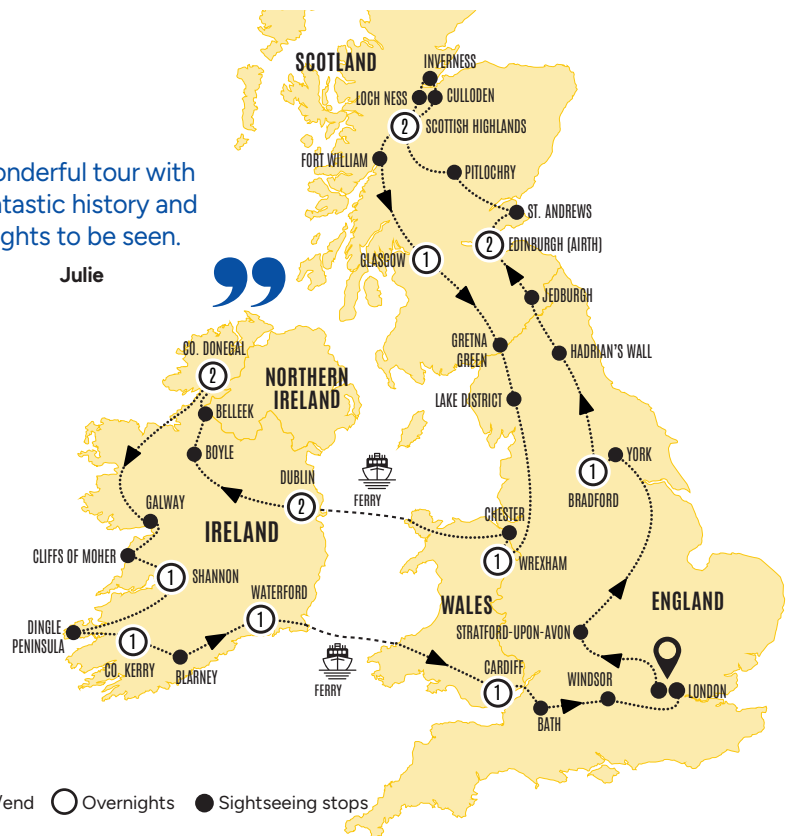 SCOTLAND
INVERNESS
LOCH NESS
CULLODEN
2
SCOTTISH HIGHLANDS
FORT WILLIAM
PITLOCHRY
ST. ANDREWS
2
EDINBURGH (AIRTH)
GLASGOW
1
JEDBURGH
GRETNA
GREEN
HADRIAN'S WALL
LAKE DISTRICT
YORK
1
BRADFORD
onderful tour with
ntastic history and
ghts to be seen.
Julie
”
CO. DONEGAL
2
NORTHERN
IRELAND
BELLEEK
BOYLE
DUBLIN
2
FERRY
GALWAY
IRELAND
CHESTER
CLIFFS OF MOHER
1
SHANNON
1
WREXHAM
WATERFORD
1
WALES
ENGLAND
DINGLE
PENINSULA
1
CO. KERRY
BLARNEY
STRATFORD-UPON-AVON
FERRY
CARDIFF
1
WINDSOR
LONDON
BATH
/end
Overnights
Sightseeing stops